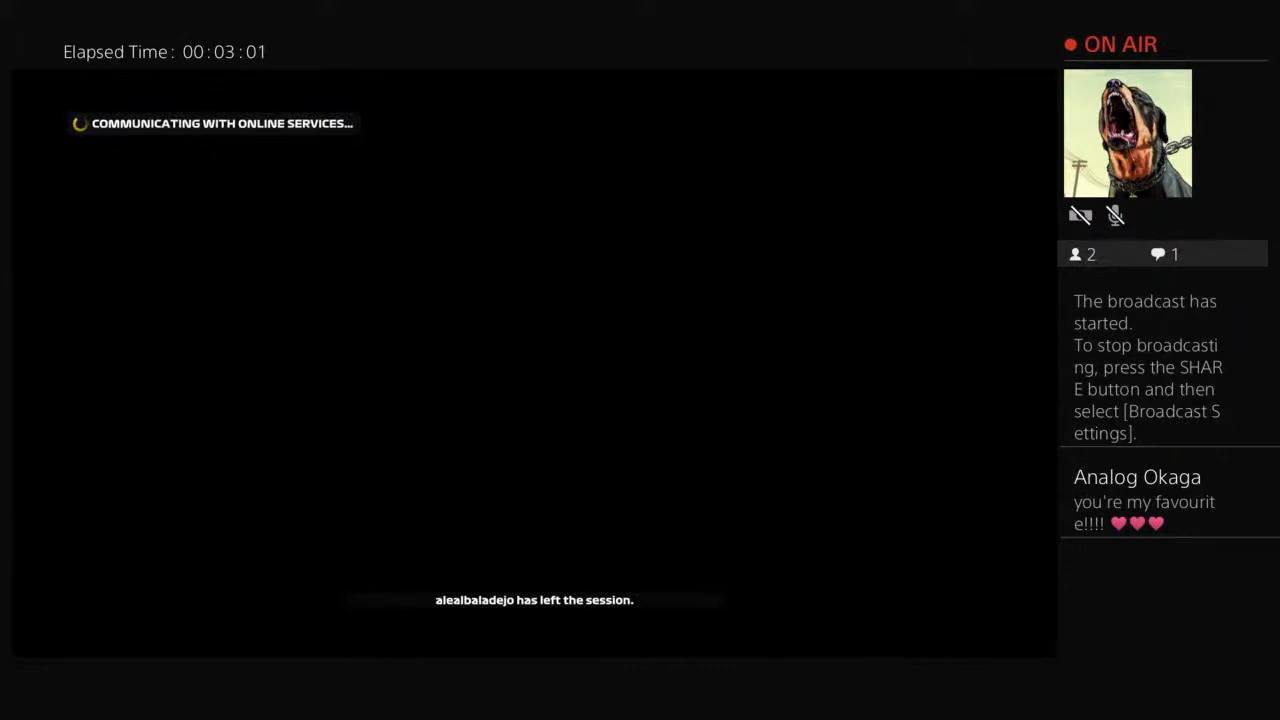 Elapsed Time: 00:03:01
ON AIR
COMMUNICATING WITH ONLINE SERVICES...
2 1
The broadcast has
started.
To stop broadcasti
ng, press the SHAR
E button and then
select [Broadcast S
ettings].
Analog Okaga
you're my favourit
e!!!! ♥♥♥
alealbaladejo has left the session.